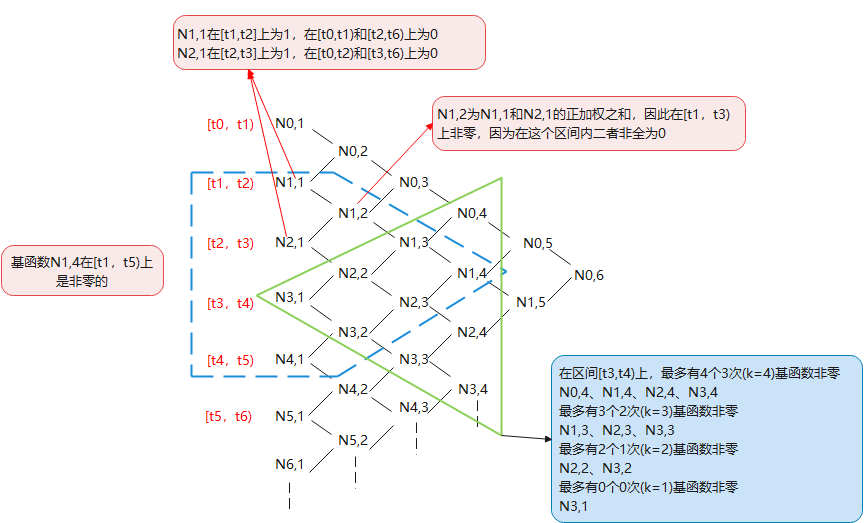 N1,1在[t1,t2]上为1，在[t0,t1)和[t2,t6)上为0
N2,1在[t2,t3]上为1，在[t0,t2)和[t3,t6)上为0
N1,2为N1,1和N2,1的正加权之和，因此在[t1，t3)
上非零，因为在这个区间内二者非全为0
[t0，t1)
N0,1
N0,2
[t1，t2)
N1,1
N0,3
N1,2
N0,4
[t2，t3)
N2,1
N1,3
N0,5
基函数N1,4在[t1，t5)上
是非零的
N2,2
N1,4
N0,6
[t3，t4)
N3,1
N2,3
N1,5
N3,2
N2,4
[t4，t5)
N4,1
N3,3
N4,2
N3,4
[t5，t6)
N5,1
N4,3
N5,2
N6,1
在区间[t3,t4)上，最多有4个3次(k=4)基函数非零
N0,4、N1,4、N2,4、N3,4
最多有3个2次(k=3)基函数非零
N1,3、N2,3、N3,3
最多有2个1次(k=2)基函数非零
N2,2、N3,2
最多有0个0次(k=1)基函数非零
N3,1